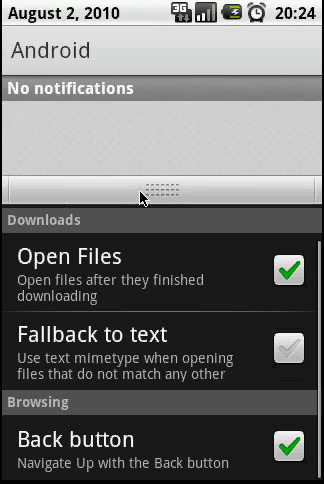 August 2, 2010 3G 20:24
Android
No notifications
Downloads
Open Files
Open files after they finished
downloading
Fallback to text
Use text mimetype when opening
files that do not match any other
Browsing
Back button
Navigate Up with the Back button